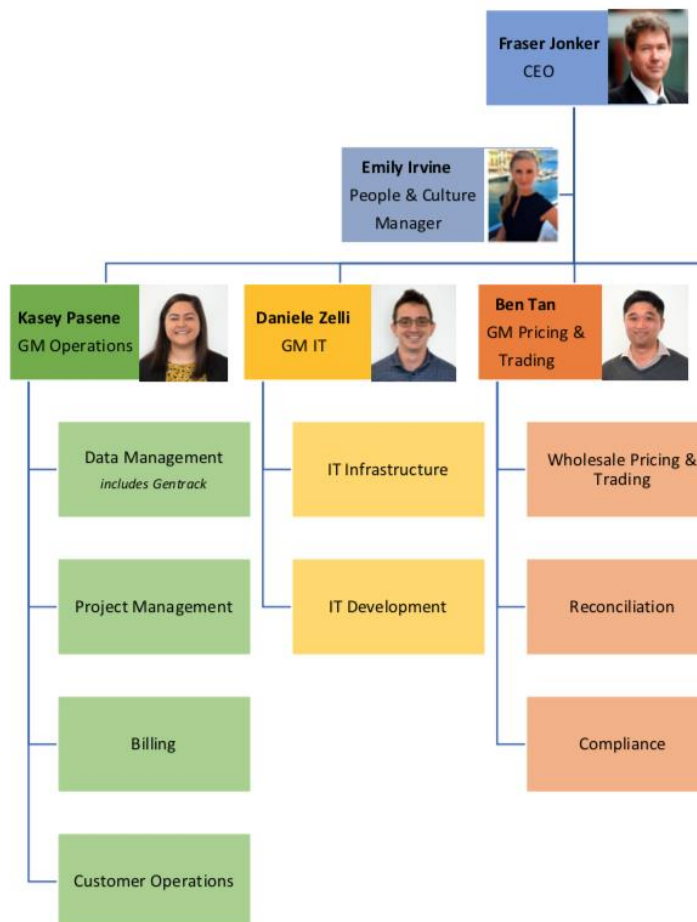 Fraser Jonker
CEO
Emily Irvine
People & Culture
Manager
Kasey Pasene
GM Operations
Daniele Zelli
GM IT
Ben Tan
GM Pricing &
Trading
Data Management
includes Gentrack
IT Infrastructure
Wholesale Pricing &
Trading
Project Management
IT Development
Reconciliation
Billing
Compliance
Customer Operations